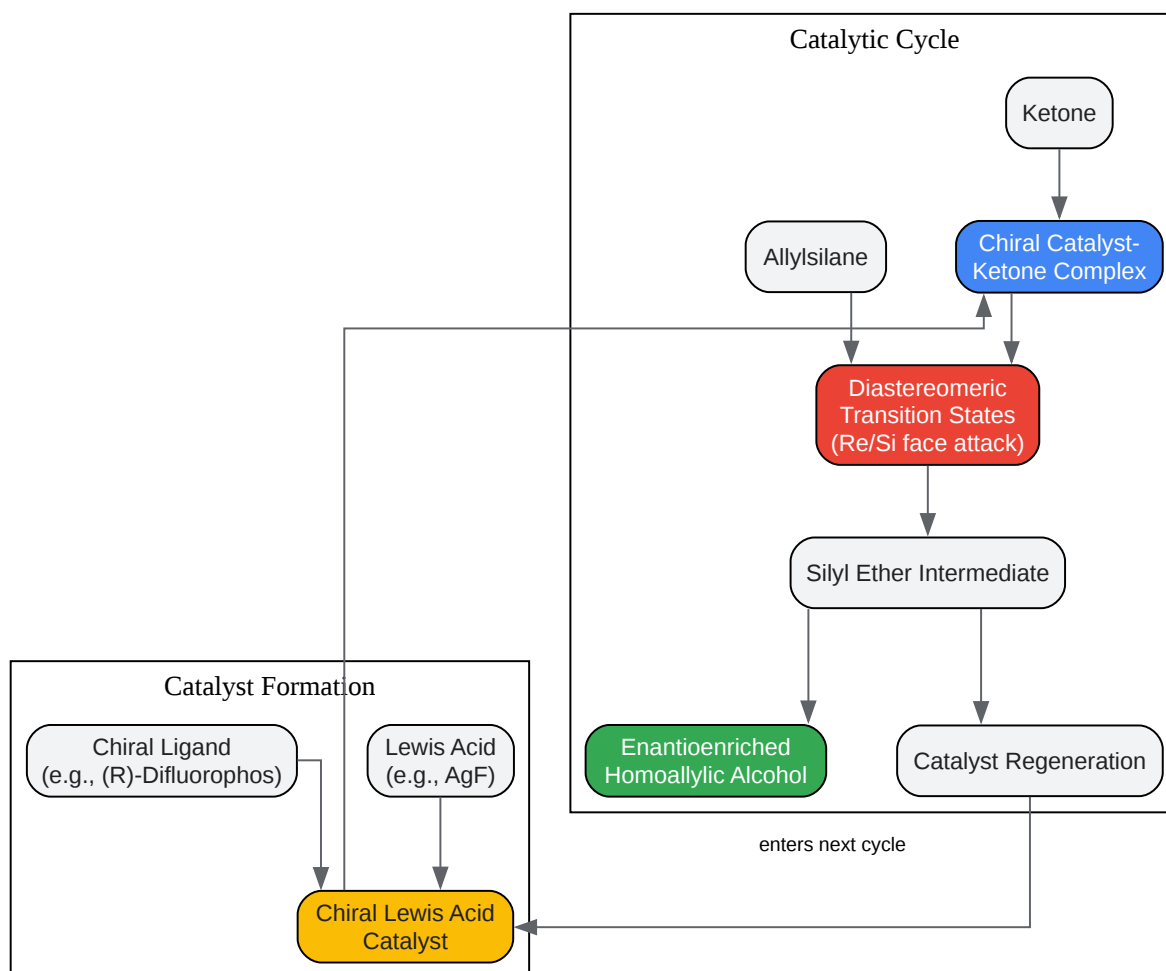 Catalytic Cycle
Ketone
Allylsilane
Chiral Catalyst-
Ketone Complex
Diastereomeric
Transition States
(Re/Si face attack)
Silyl Ether Intermediate
Enantioenriched
Homoallylic Alcohol
Catalyst Regeneration
enters next cycle
Catalyst Formation
Chiral Ligand
(e.g., (R)-Difluorophos)
Lewis Acid
(e.g., AgF)
Chiral Lewis Acid
Catalyst